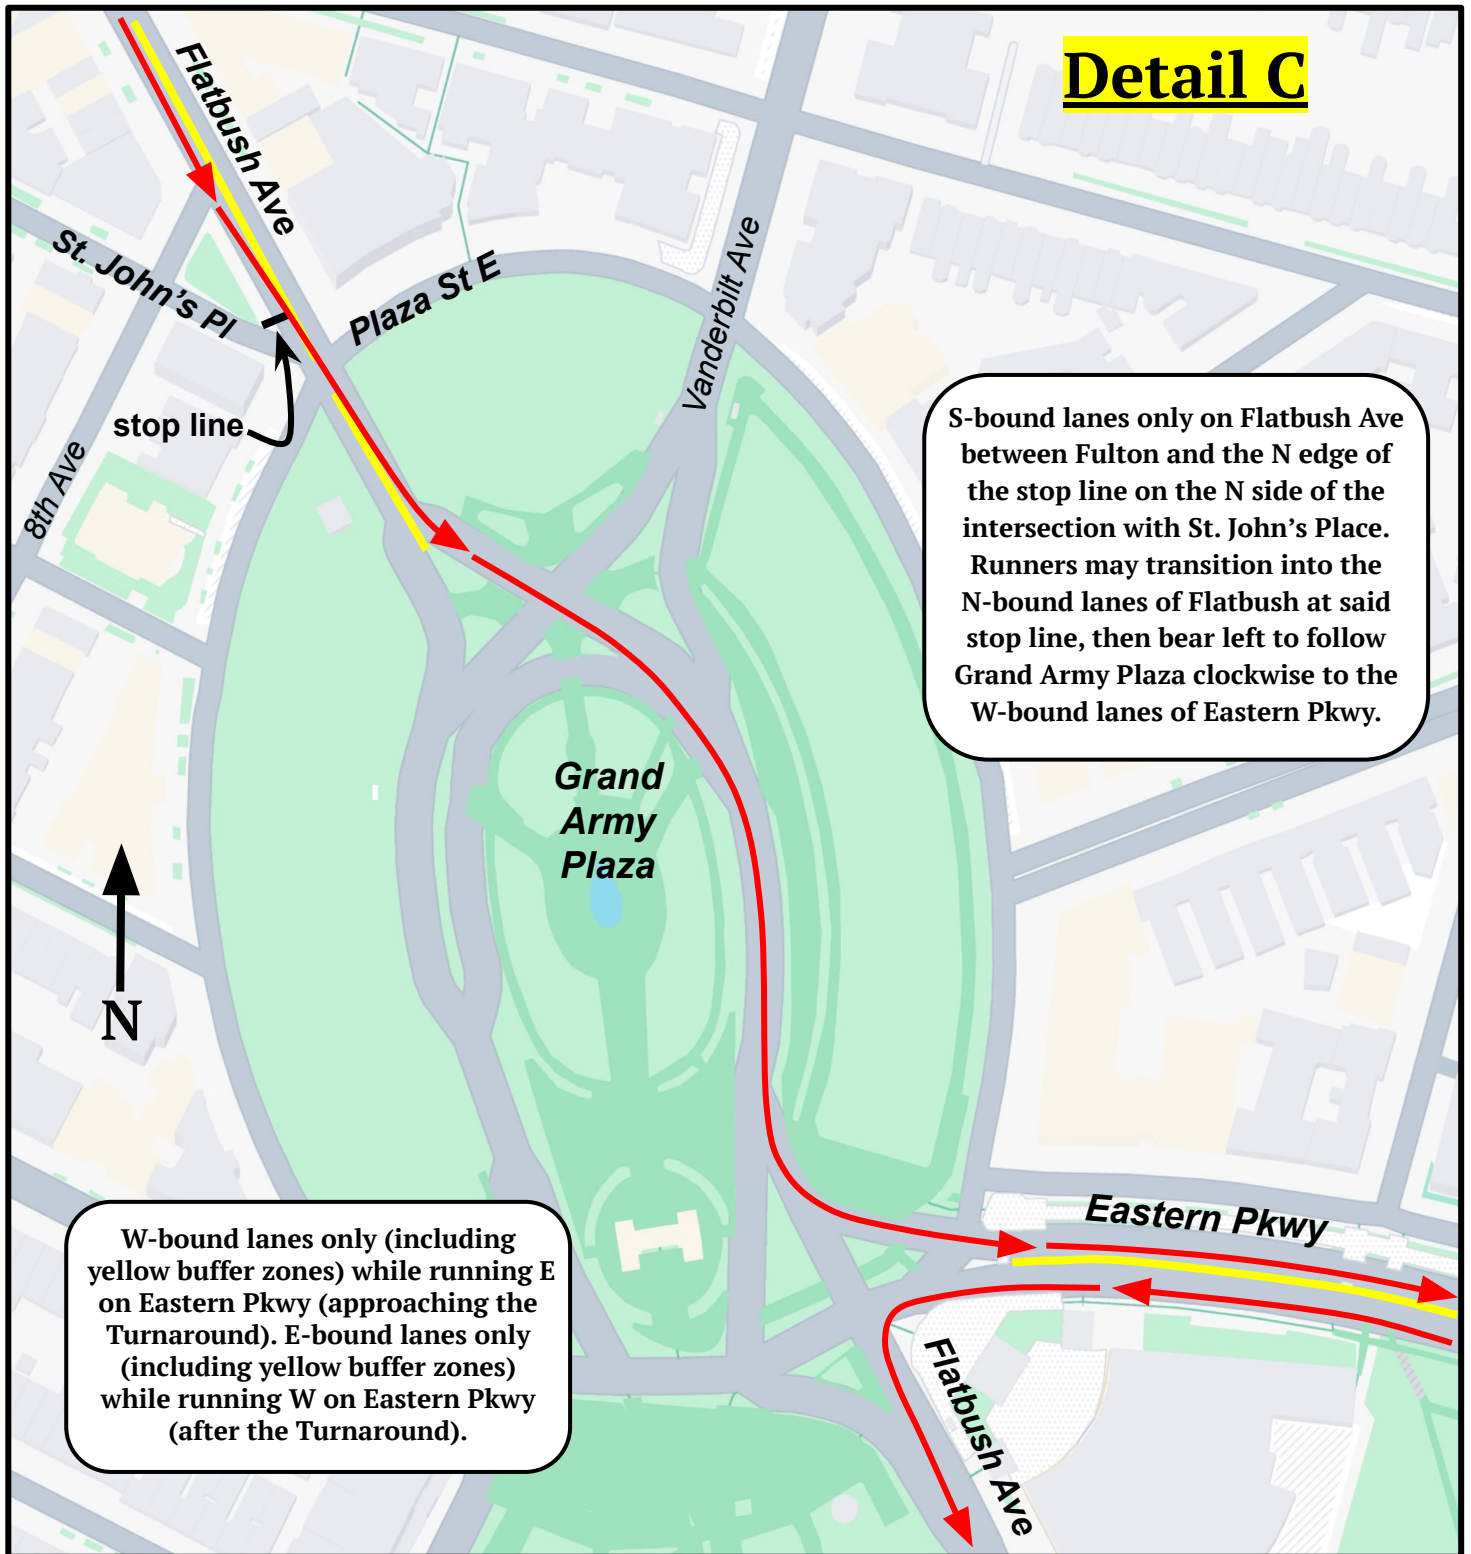 Detail C
Flatbush Ave
St. John's Pl
Plaza St E
Vanderbilt Ave
stop line
8th Ave
S-bound lanes only on Flatbush Ave
between Fulton and the N edge of
the stop line on the N side of the
intersection with St. John's Place.
Runners may transition into the
N-bound lanes of Flatbush at said
stop line, then bear left to follow
Grand Army Plaza clockwise to the
W-bound lanes of Eastern Pkwy.
Grand
Army
Plaza
N
Eastern Pkwy
W-bound lanes only (including
yellow buffer zones) while running E
on Eastern Pkwy (approaching the
Turnaround). E-bound lanes only
(including yellow buffer zones)
while running W on Eastern Pkwy
(after the Turnaround).
Flatbush Ave